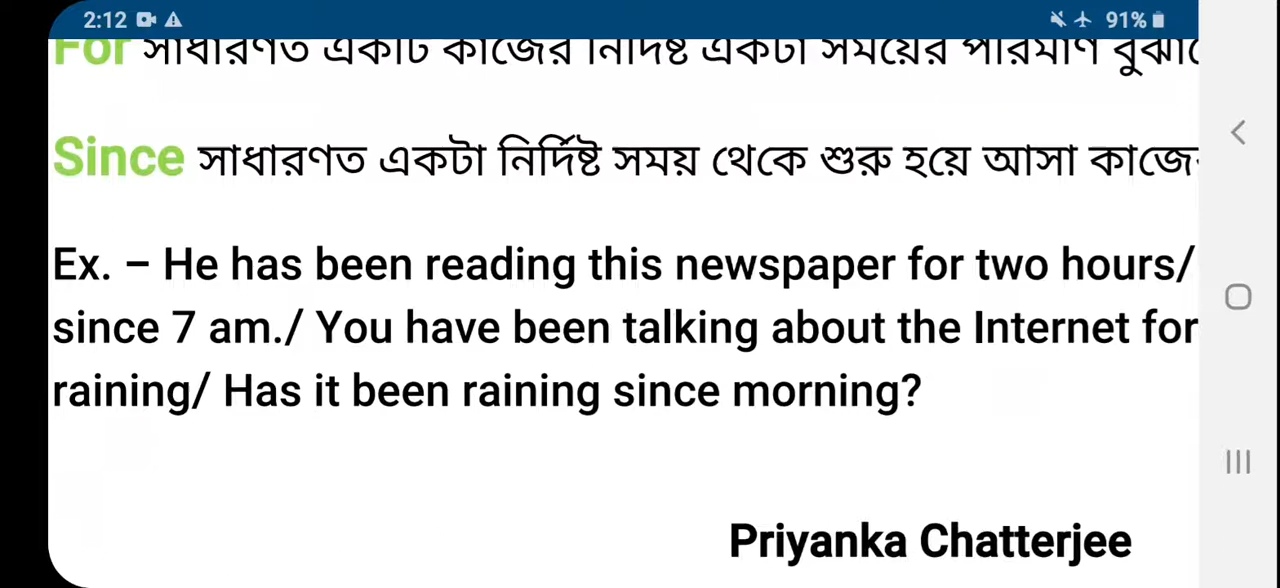 2:12 91%
For সাধারণত একটি কাজের নির্দিষ্ট একটা সময়ের পরিমাণ
Since সাধারণত একটা নির্দিষ্ট সময় থেকে শুরু হয়ে আসা
Ex. – He has been reading this newspaper for two hours/
since 7 am./ You have been talking about the Internet for
raining/ Has it been raining since morning?
Priyanka Chatterjee